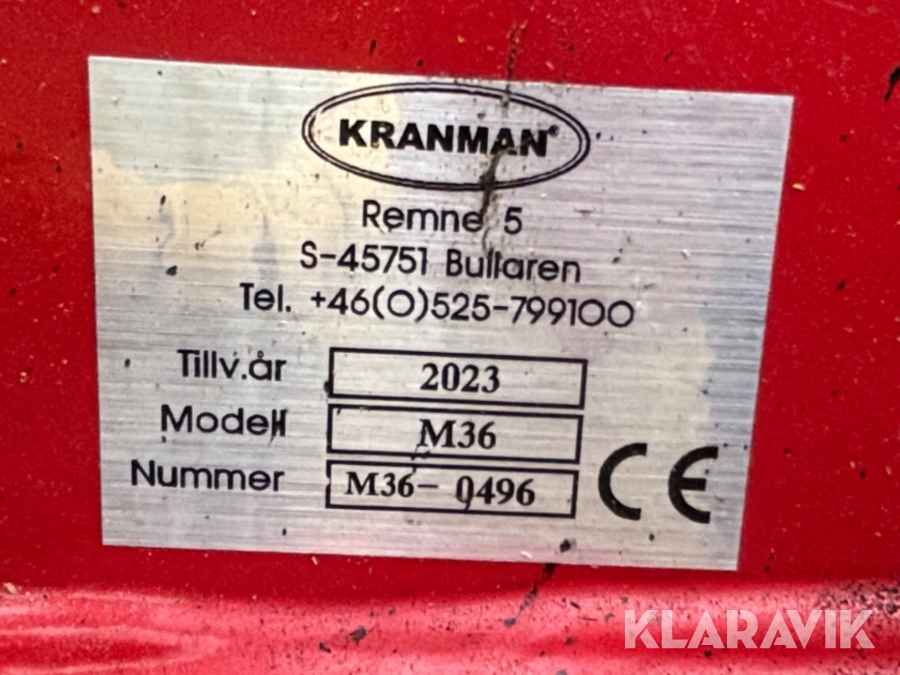 KRANMAN®
Remne 5
S-45751 Bullaren
Tel. +46(0)525-799100
Tillv.år 2023
Modell M36
Nummer M36- 0496
CE
KLARAVIK